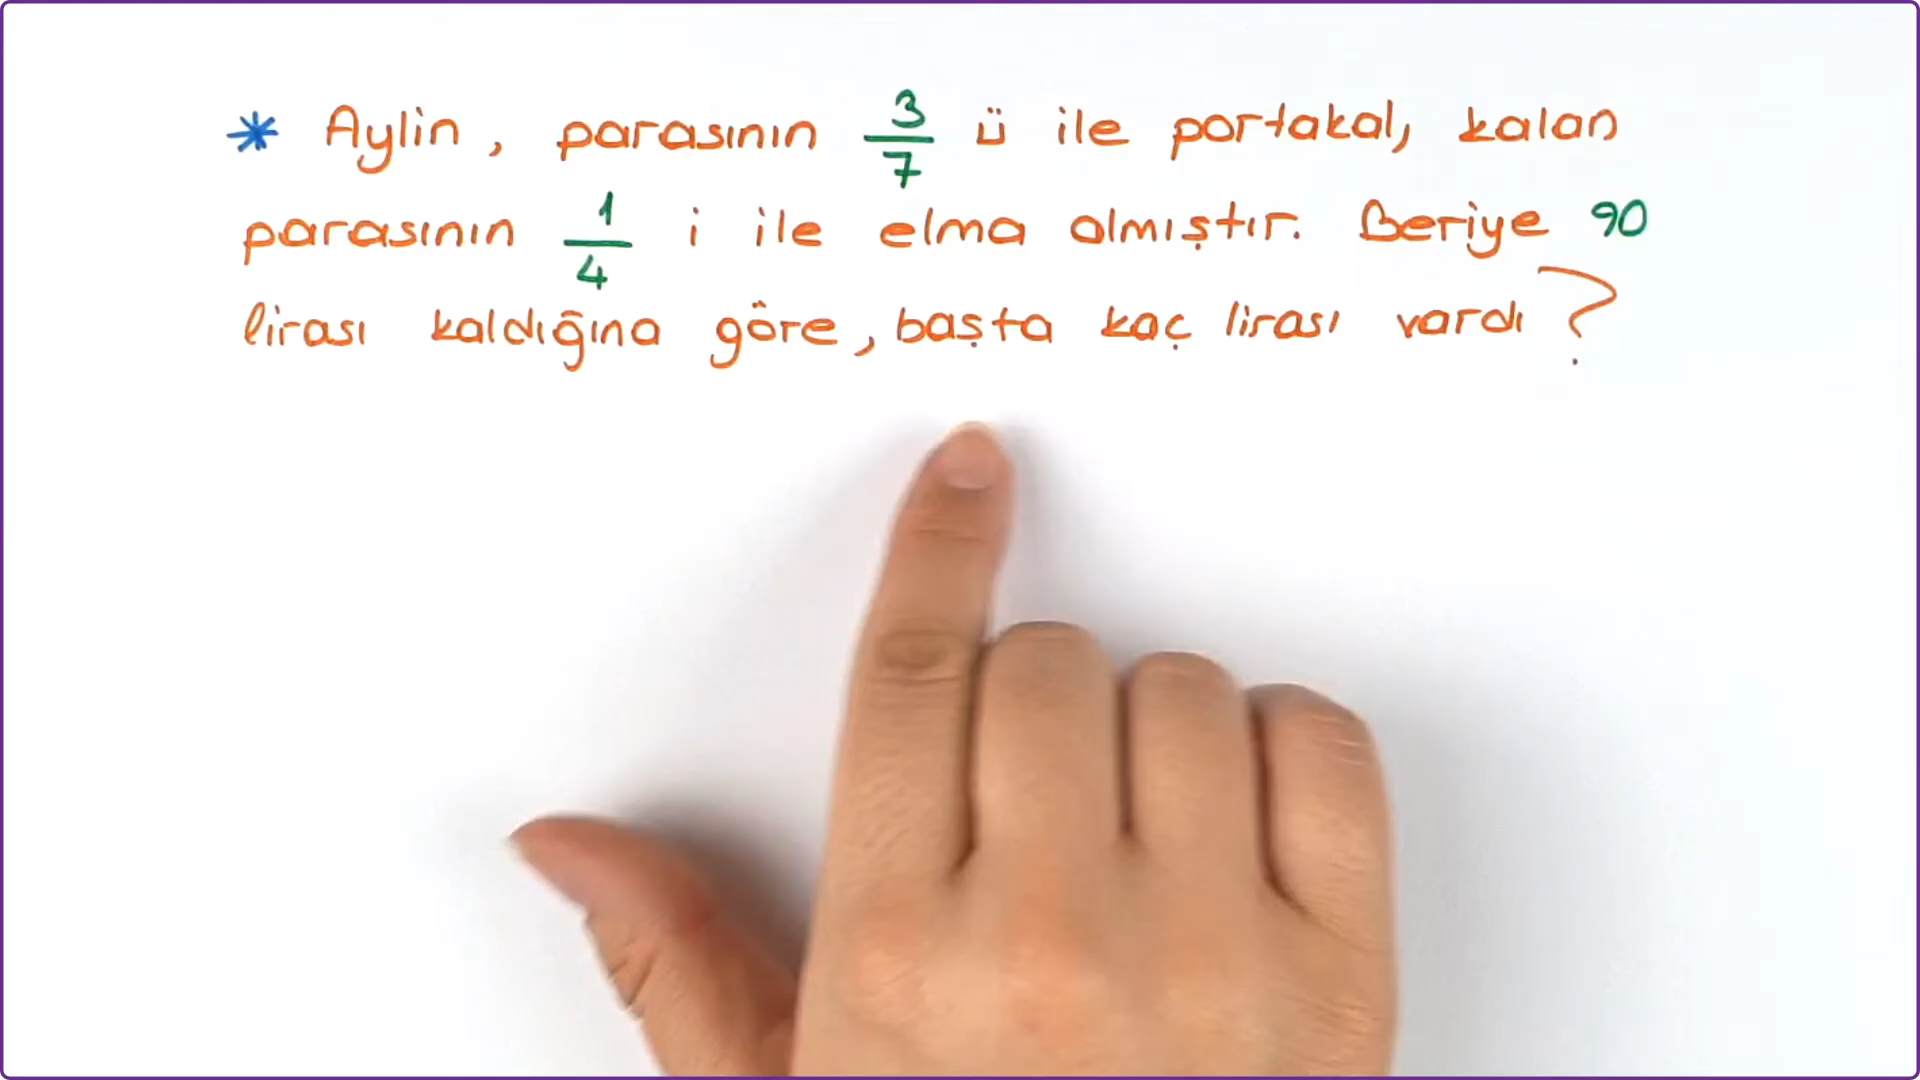 * Aylin, parasının 3/7 ü ile portakal, kalan
parasının 1/4 i ile elma almıştır. Geriye 90
lirası kaldığına göre, başta kaç lirası vardı?